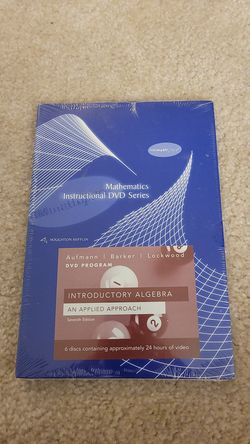 Mathematics
Instructional DVD Series
HOUGHTON MIFFLIN
Aufmann | Barker | Lockwood
DVD PROGRAM
INTRODUCTORY ALGEBRA
AN APPLIED APPROACH
Seventh Edition
2
6 discs containing approximately 24 hours of video